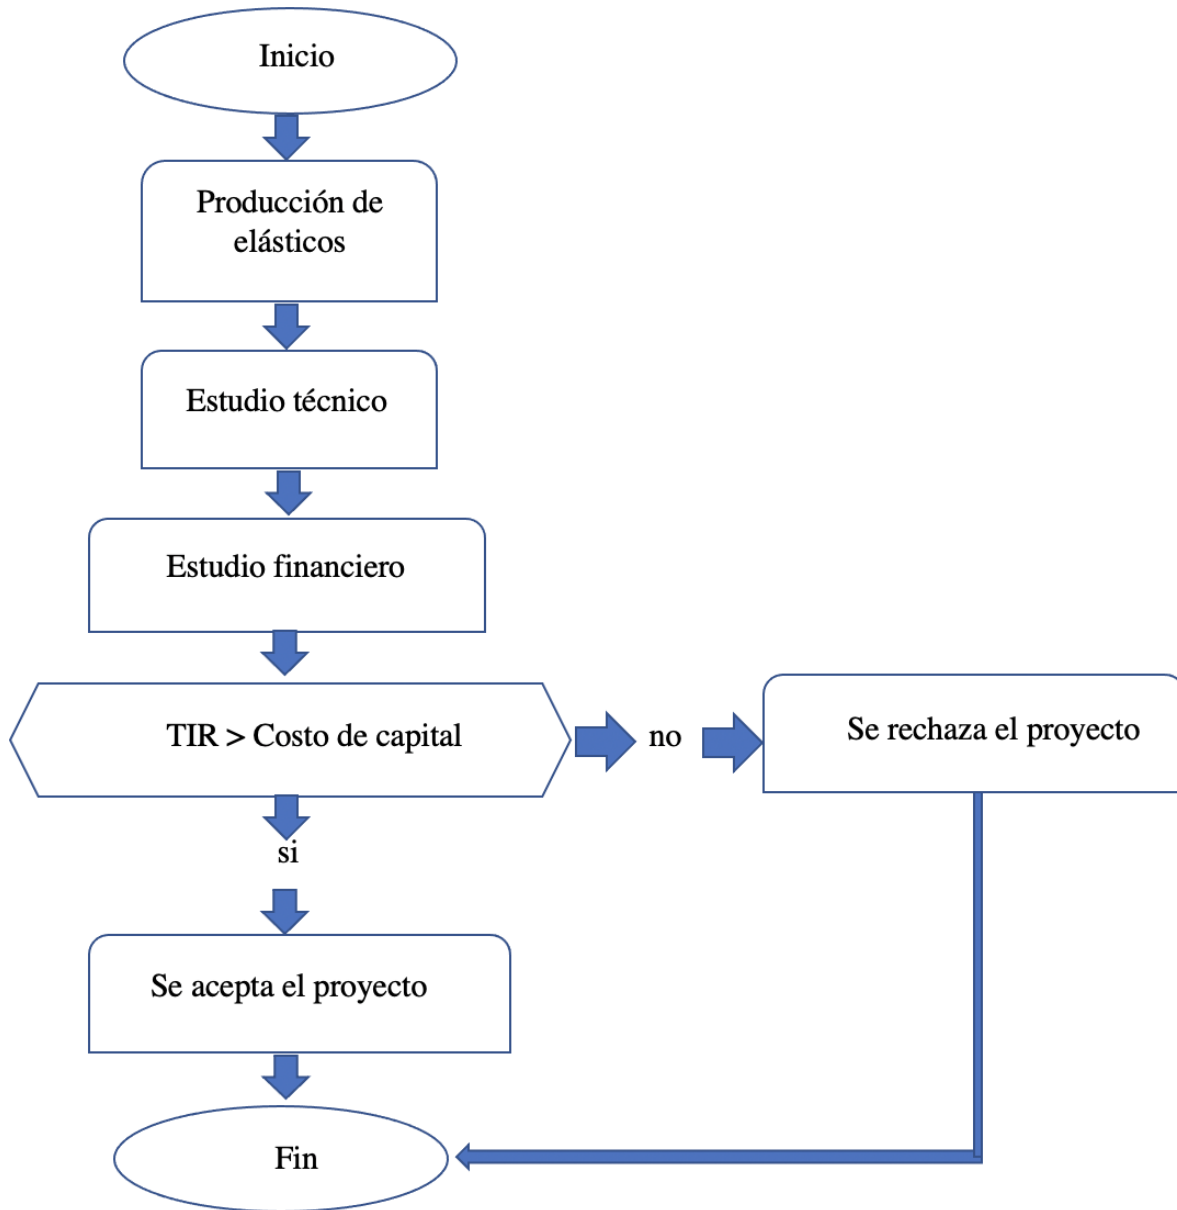 Inicio
Producción de
elásticos
Estudio técnico
Estudio financiero
TIR > Costo de capital
no
Se rechaza el proyecto
si
Se acepta el proyecto
Fin